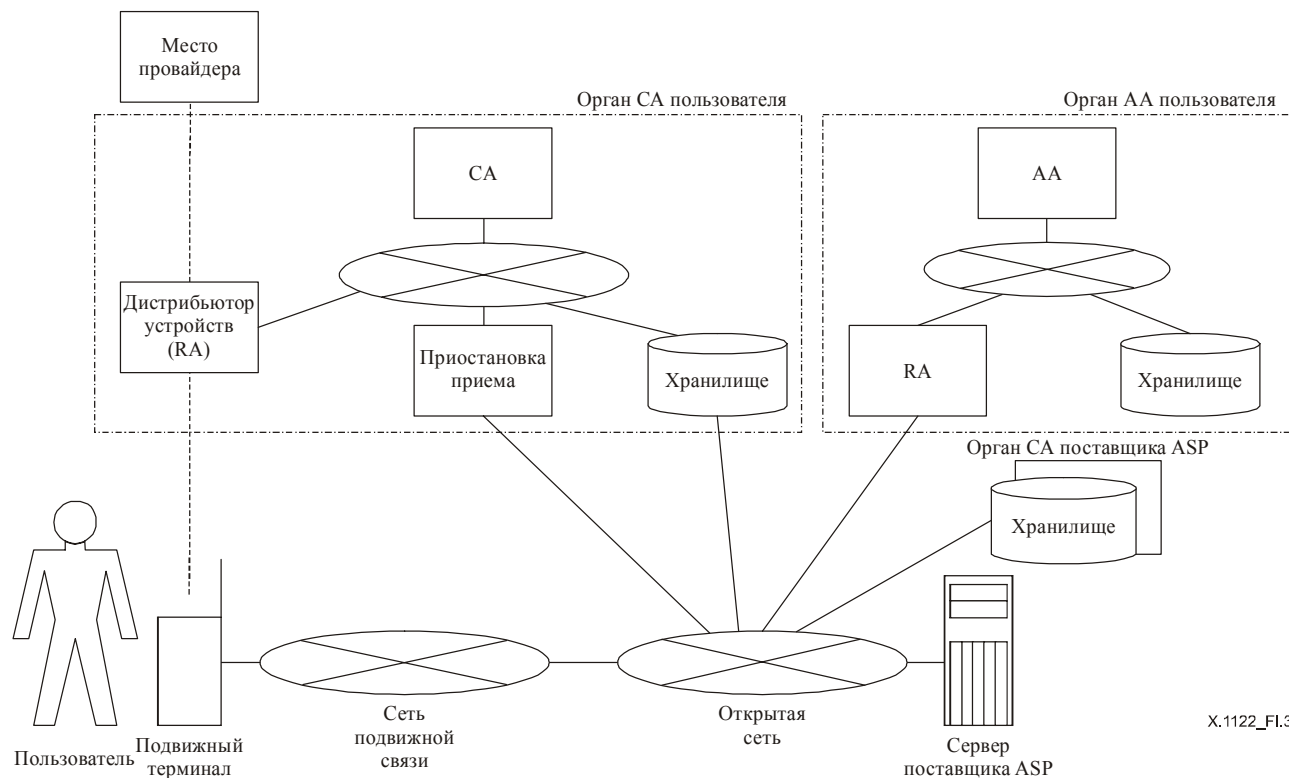 Место
провайдера
Орган CA пользователя
Орган AA пользователя
CA
AA
Дистрибьютор
устройств
(RA)
Приостановка
приема
Хранилище
RA
Хранилище
Орган CA поставщика ASP
Хранилище
Пользователь
Подвижный
терминал
Сеть
подвижной
связи
Открытая
сеть
Сервер
поставщика ASP
X.1122_FI.3